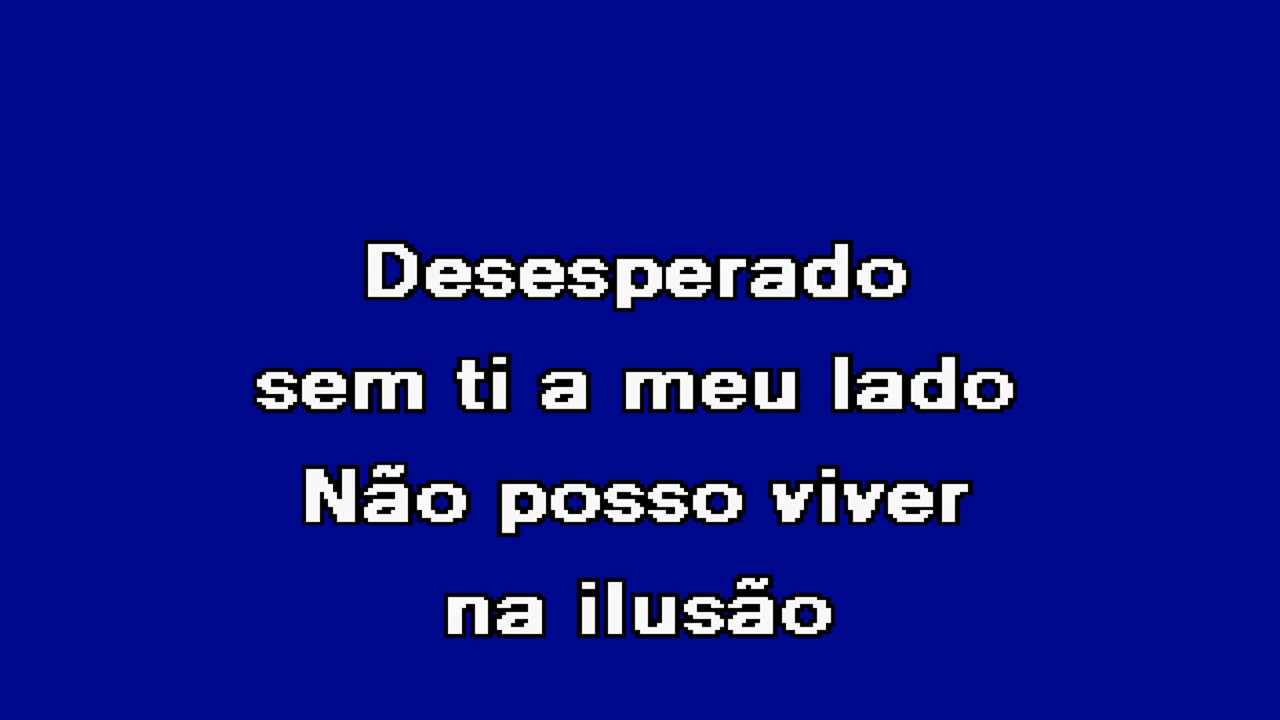 Desesperado
sem ti a meu lado
Não posso viver
na ilusão